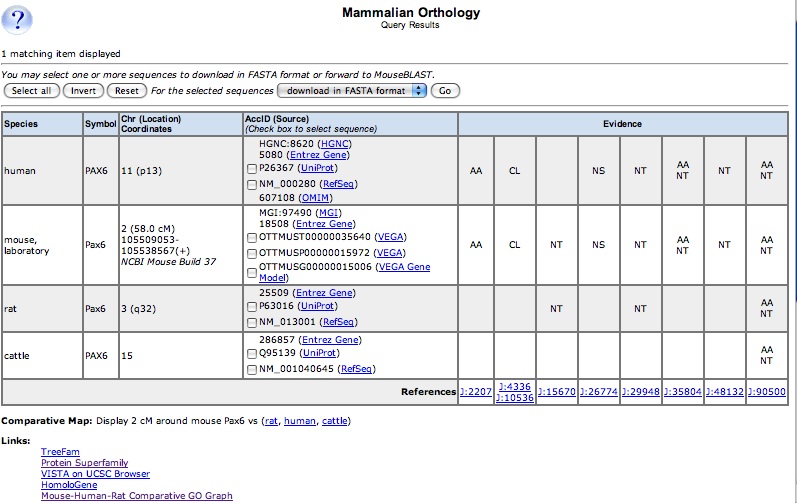 ?
Mammalian Orthology
Query Results
1 matching item displayed
You may select one or more sequences to download in FASTA format or forward to MouseBLAST.
Select all Invert Reset For the selected sequences download in FASTA format Go
Species Symbol Chr (Location) Coordinates AccID (Source) (Check box to select sequence) Evidence
human PAX6 11 (p13)
HGNC:8620 (HGNC)
5080 (Entrez Gene)
P26367 (UniProt)
NM_000280 (RefSeq)
607108 (OMIM)
AA CL NS NT AA NT NT AA NT
mouse, laboratory Pax6
2 (58.0 cM)
105509053-
105538567(+)
NCBI Mouse Build 37
MGI:97490 (MGI)
18508 (Entrez Gene)
OTTMUST00000035640 (VEGA)
OTTMUSP00000015972 (VEGA)
OTTMUSG00000015006 (VEGA Gene
Model)
AA CL NT NS NT AA NT NT AA NT
rat Pax6 3 (q32)
25509 (Entrez Gene)
P63016 (UniProt)
NM_013001 (RefSeq)
NT NT AA NT
cattle PAX6 15
286857 (Entrez Gene)
Q95139 (UniProt)
NM_001040645 (RefSeq)
AA NT
References J:2207 J:4336 J:10536 J:15670 J:26774 J:29948 J:35804 J:48132 J:90500
Comparative Map: Display 2 cM around mouse Pax6 vs (rat, human, cattle)
Links:
TreeFam
Protein Superfamily
VISTA on UCSC Browser
HomoloGene
Mouse-Human-Rat Comparative GO Graph